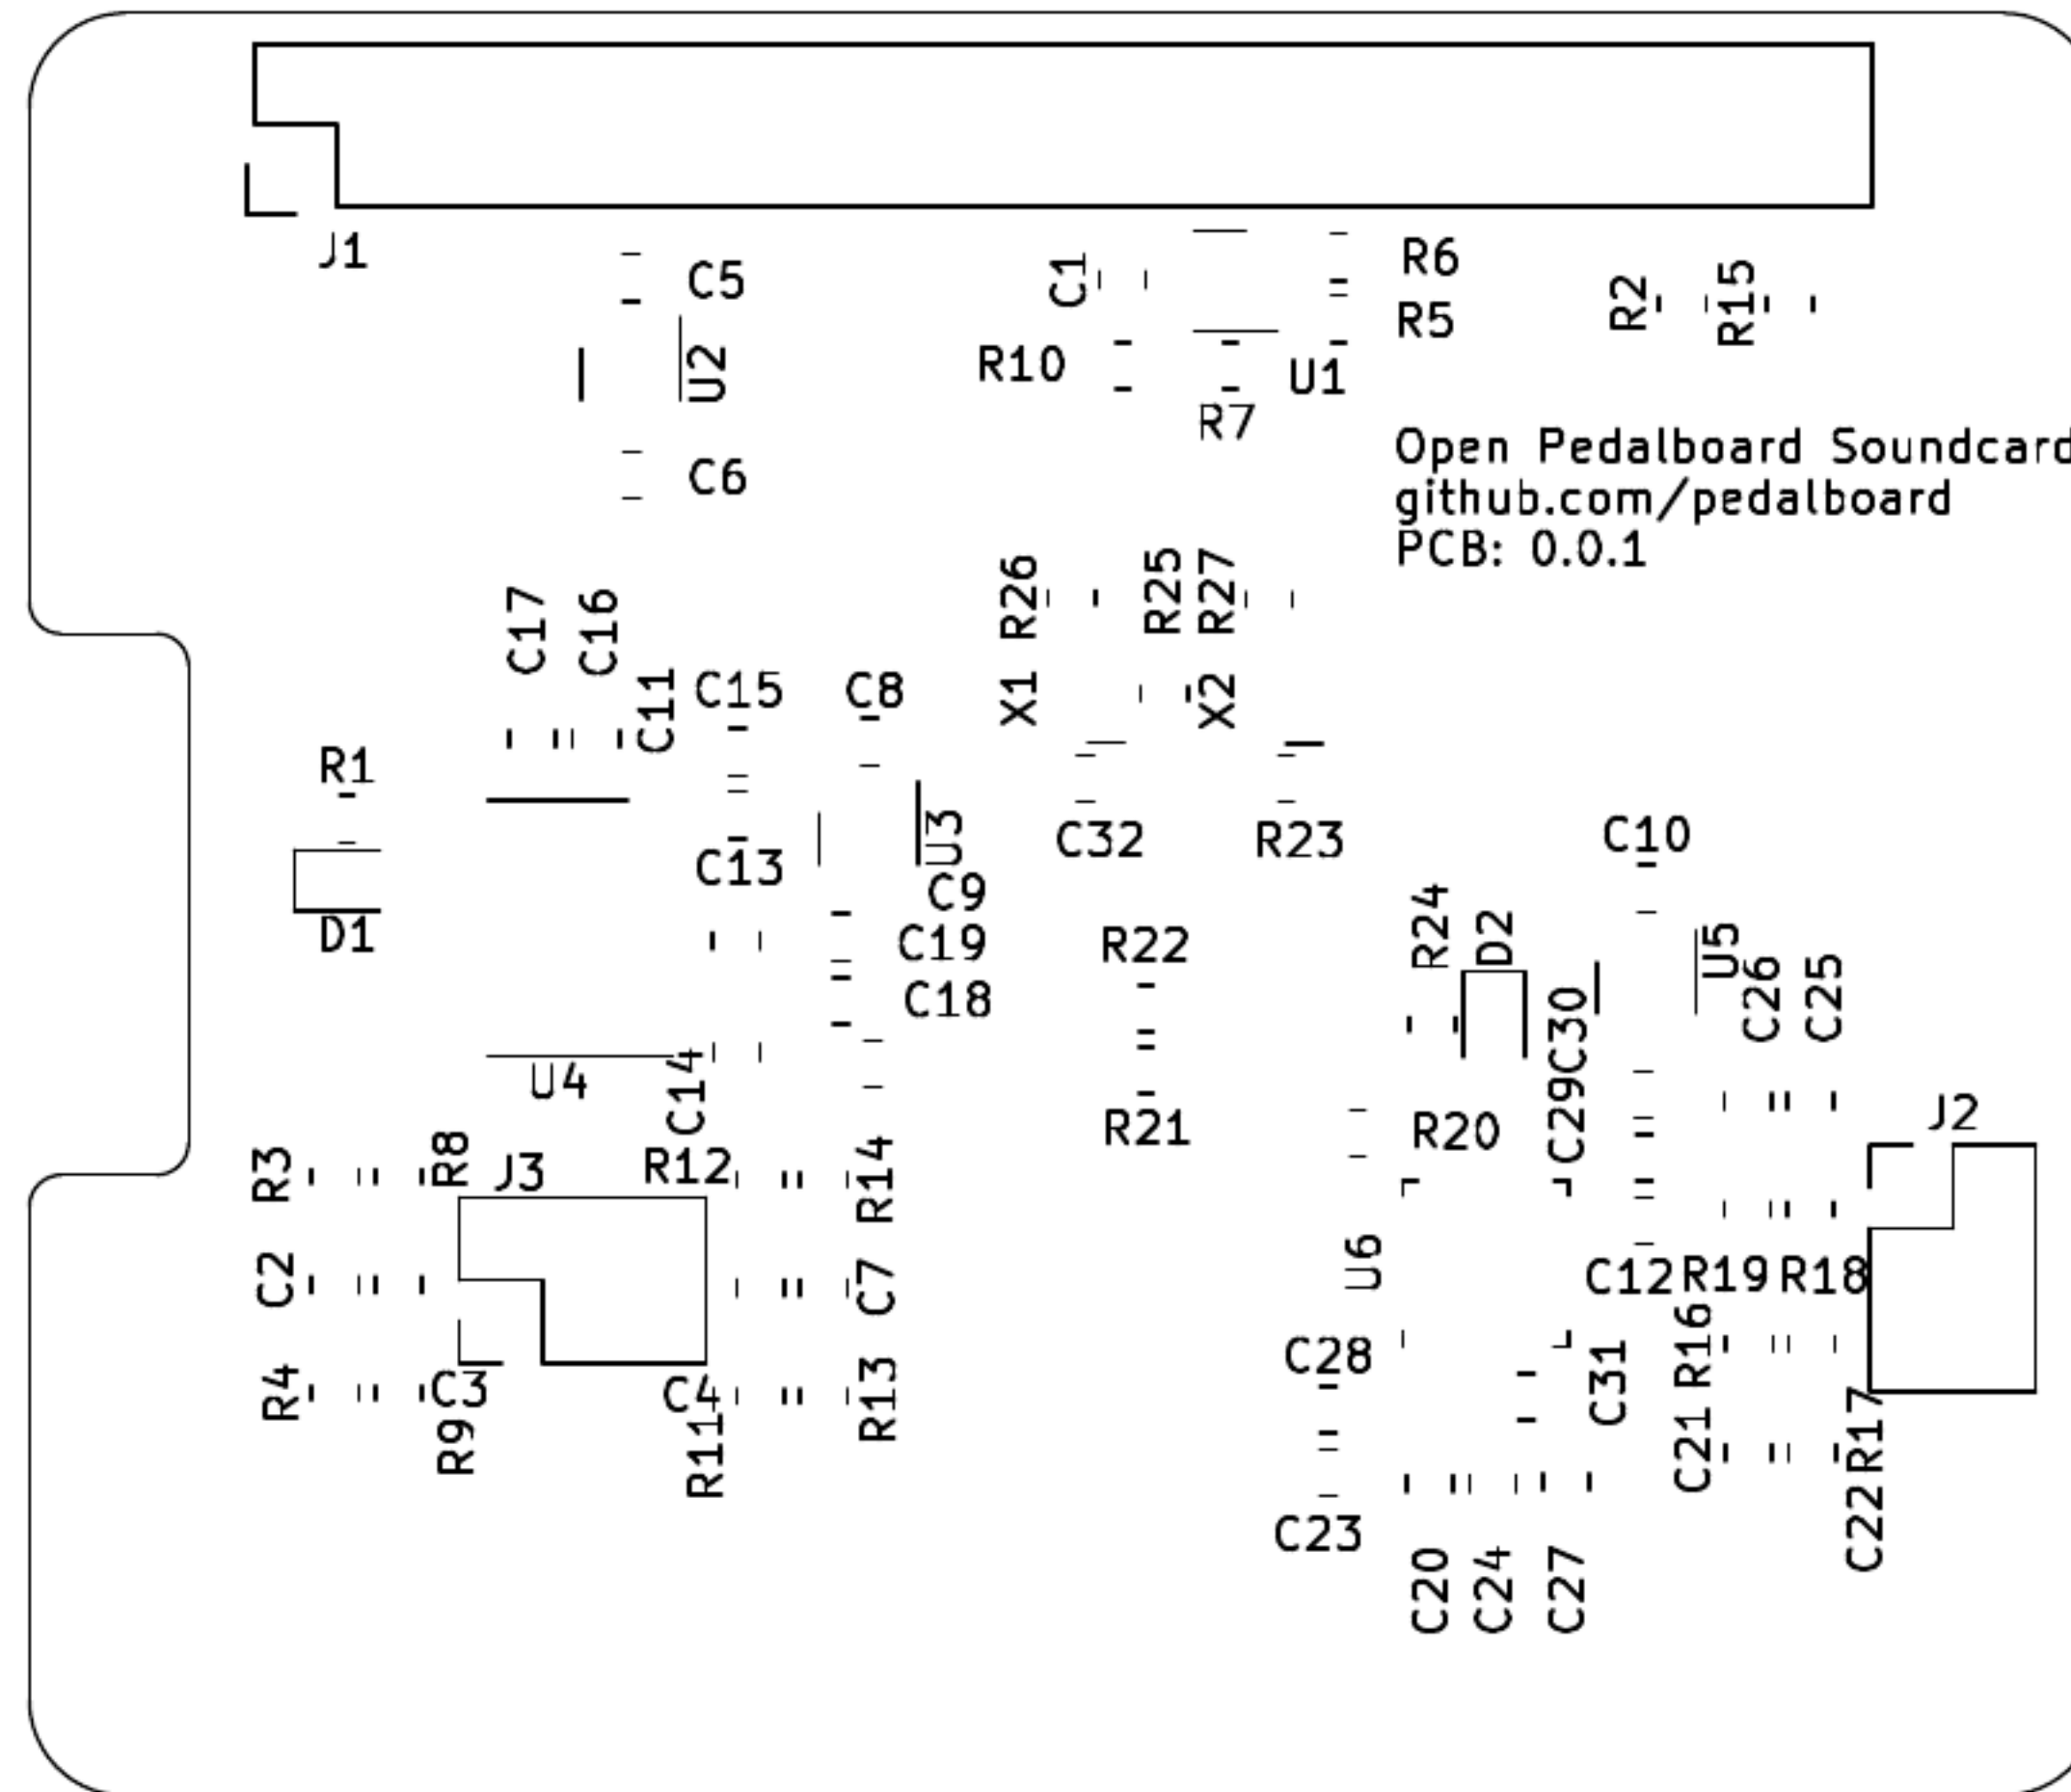 J1
C5
C1
R6
R5
R2
R15
U2
R10
U1
R7
C6
Open Pedalboard Soundcard
github.com/pedalboard
PCB: 0.0.1
C17
C16
R26
R25
R27
C11
C15
C8
X1
X2
R1
C13
U3
C32
R23
C10
D1
C9
C19
C18
R22
R24
D2
C30
U5
C26
C25
U4
C14
R21
R20
C29
J2
R3
R8
J3
R12
R14
C2
C7
U6
C12
R19
R18
R4
C3
R9
C4
R11
R13
C28
C31
R16
C21
R17
C22
C23
C20
C24
C27